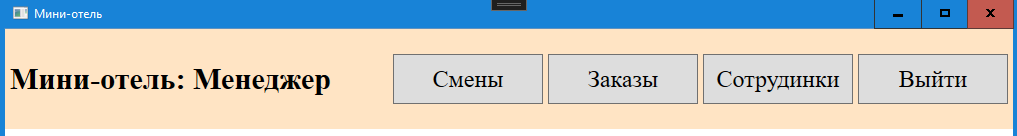 Мини-отель
Мини-отель: Менеджер
Смены
Заказы
Сотрудинки
Выйти